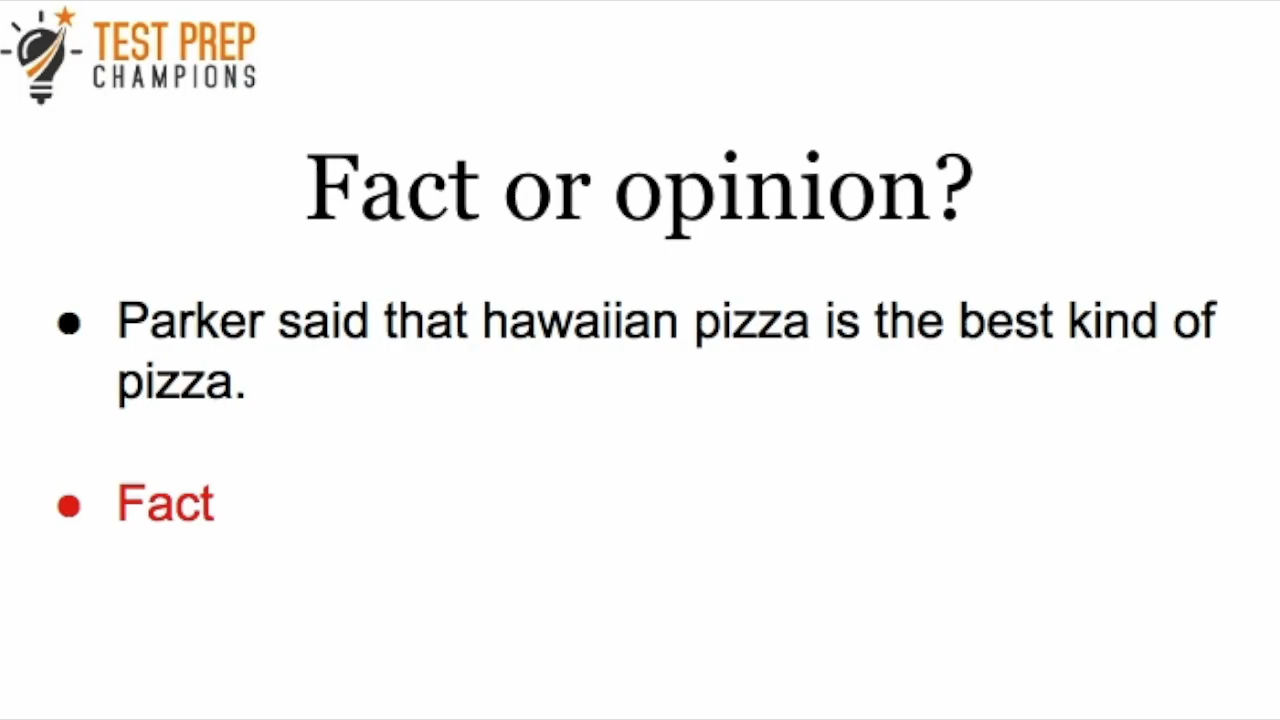 TEST PREP
CHAMPIONS
Fact or opinion?
● Parker said that hawaiian pizza is the best kind of
pizza.
● Fact